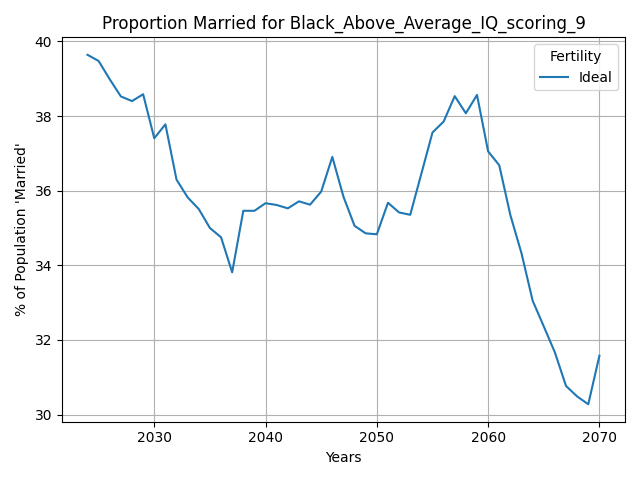 Proportion Married for Black_Above_Average_IQ_scoring_9
Fertility
Ideal
% of Population 'Married'
40
38
36
34
32
30
2030 2040 2050 2060 2070
Years